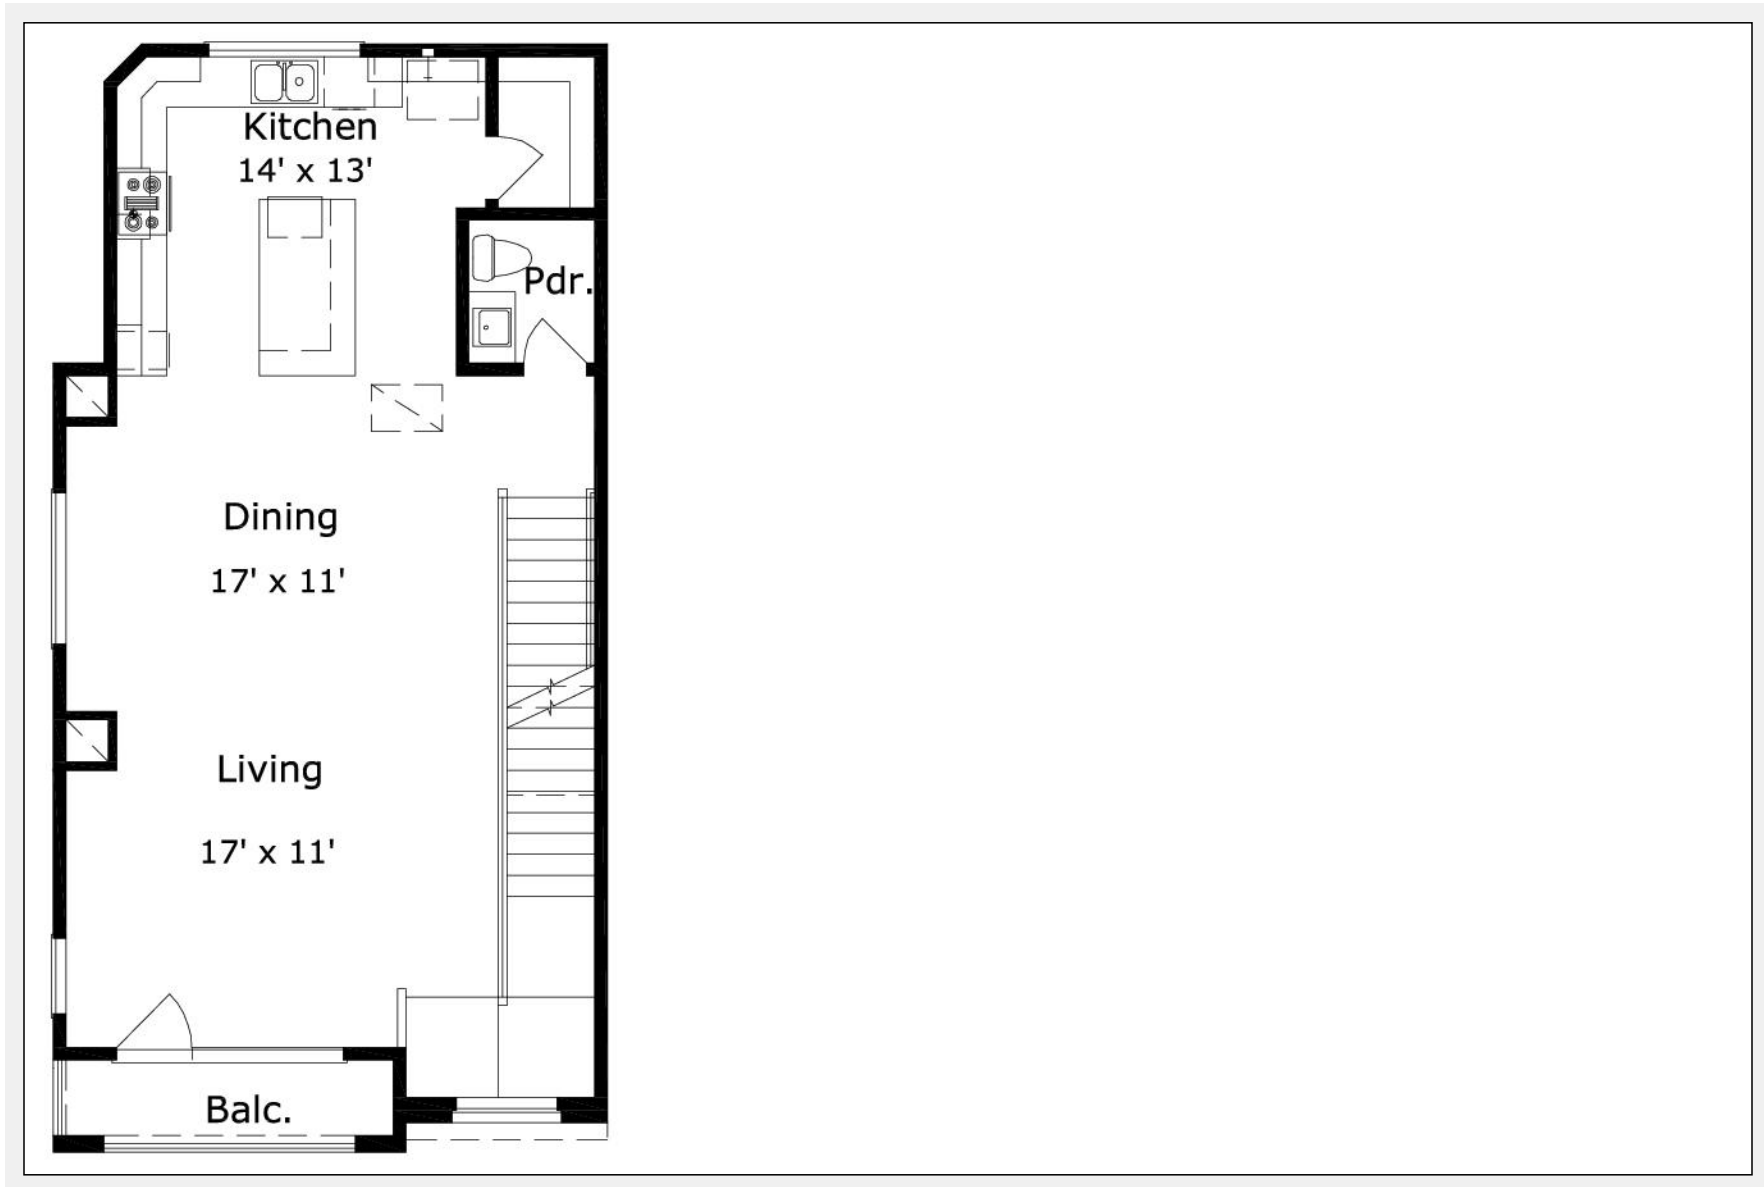 Kitchen
14' x 13'
Pdr.
Dining
17' x 11'
Living
17' x 11'
Balc.